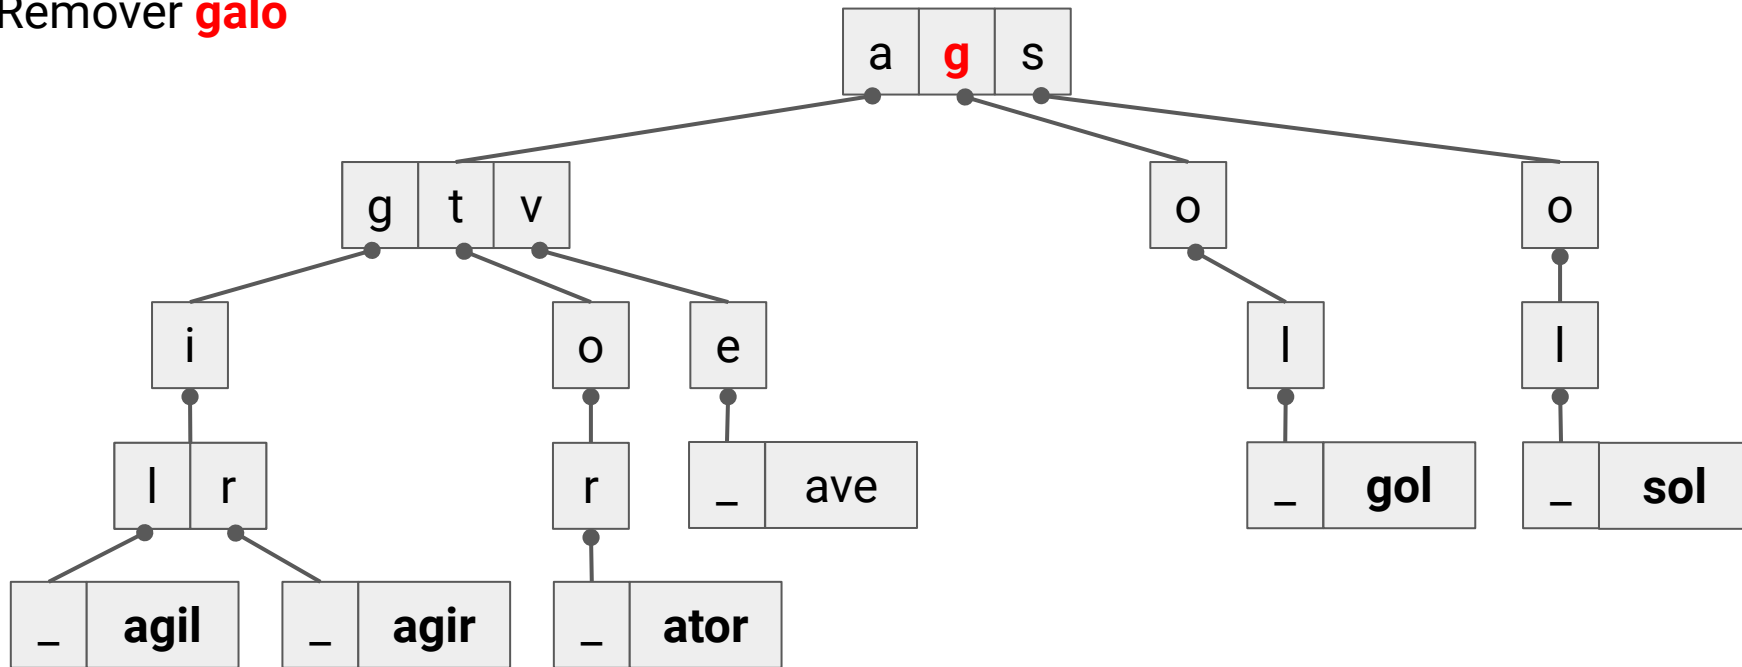 Remover galo
a g s
g t v o o
i o e l l
l r r _ ave _ gol _ sol
_ agil _ agir _ ator